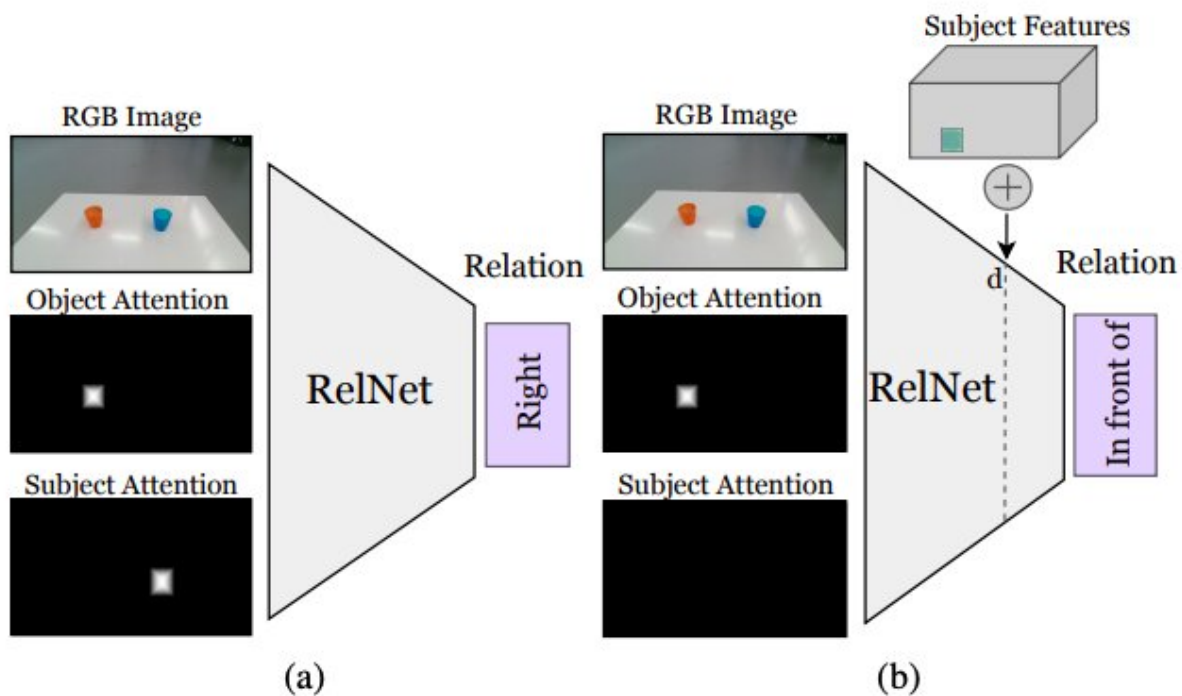 RGB Image
Object Attention
Subject Attention
RelNet
Relation
Right
(a)
Subject Features
RGB Image
Object Attention
Subject Attention
d
RelNet
Relation
In front of
(b)